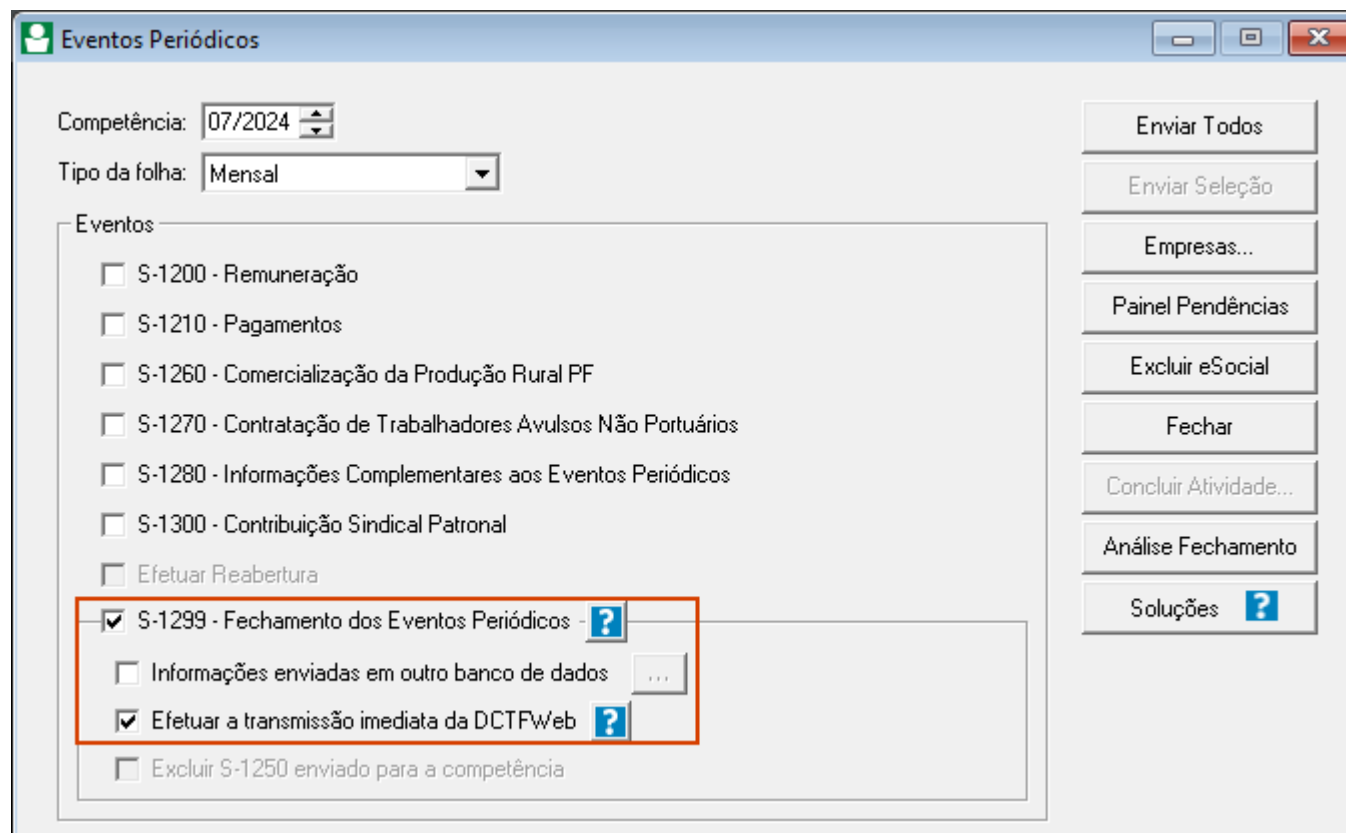 Eventos Periódicos
Competência: 07/2024
Tipo da folha: Mensal
Eventos
S-1200 - Remuneração
S-1210 - Pagamentos
S-1260 - Comercialização da Produção Rural PF
S-1270 - Contratação de Trabalhadores Avulsos Não Portuários
S-1280 - Informações Complementares aos Eventos Periódicos
S-1300 - Contribuição Sindical Patronal
Efetuar Reabertura
S-1299 - Fechamento dos Eventos Periódicos ?
Informações enviadas em outro banco de dados ...
Efetuar a transmissão imediata da DCTFWeb ?
Excluir S-1250 enviado para a competência
Enviar Todos
Enviar Seleção
Empresas...
Painel Pendências
Excluir eSocial
Fechar
Concluir Atividade...
Análise Fechamento
Soluções ?